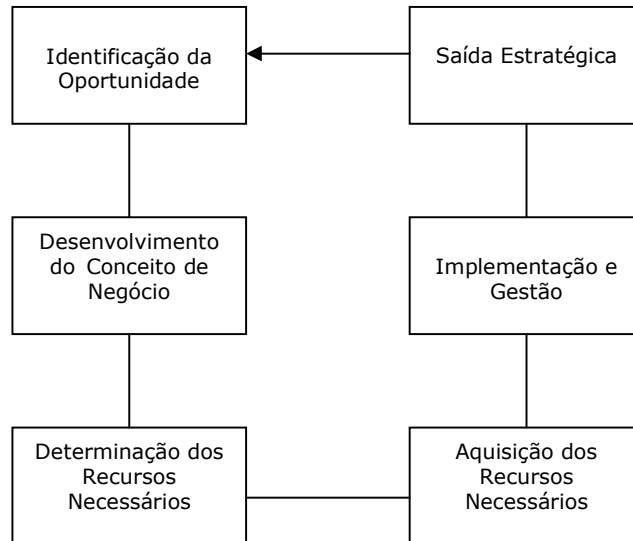 Identificação da
Oportunidade
Saída Estratégica
Desenvolvimento
do Conceito de
Negócio
Implementação e
Gestão
Determinação dos
Recursos
Necessários
Aquisição dos
Recursos
Necessários